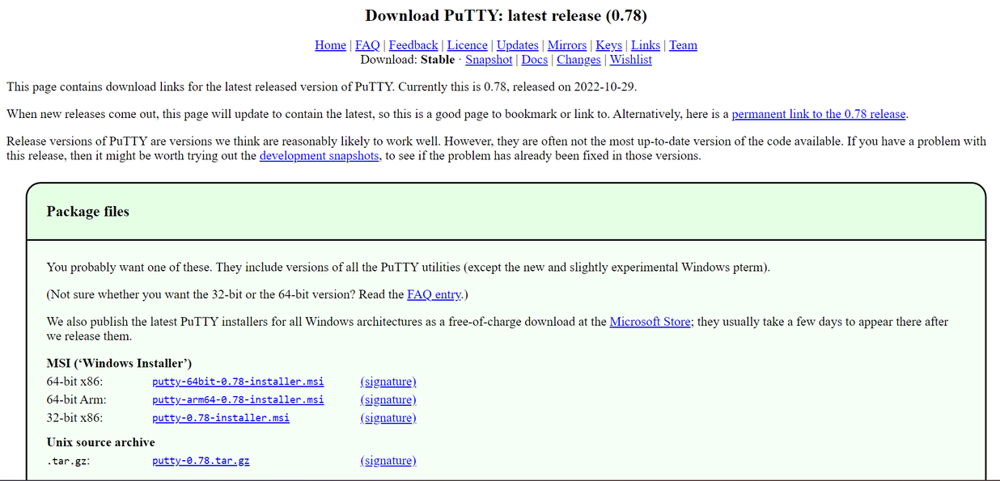 Download PuTTY: latest release (0.78)
Home | FAQ | Feedback | Licence | Updates | Mirrors | Keys | Links | Team
Download: Stable · Snapshot | Docs | Changes | Wishlist
This page contains download links for the latest released version of PuTTY. Currently this is 0.78, released on 2022-10-29.
When new releases come out, this page will update to contain the latest, so this is a good page to bookmark or link to. Alternatively, here is a permanent link to the 0.78 release.
Release versions of PuTTY are versions we think are reasonably likely to work well. However, they are often not the most up-to-date version of the code available. If you have a problem with
this release, then it might be worth trying out the development snapshots, to see if the problem has already been fixed in those versions.
Package files
You probably want one of these. They include versions of all the PuTTY utilities (except the new and slightly experimental Windows pterm).
(Not sure whether you want the 32-bit or the 64-bit version? Read the FAQ entry.)
We also publish the latest PuTTY installers for all Windows architectures as a free-of-charge download at the Microsoft Store; they usually take a few days to appear there after
we release them.
MSI (‘Windows Installer’)
64-bit x86: putty-64bit-0.78-installer.msi (signature)
64-bit Arm: putty-arm64-0.78-installer.msi (signature)
32-bit x86: putty-0.78-installer.msi (signature)
Unix source archive
.tar.gz: putty-0.78.tar.gz (signature)